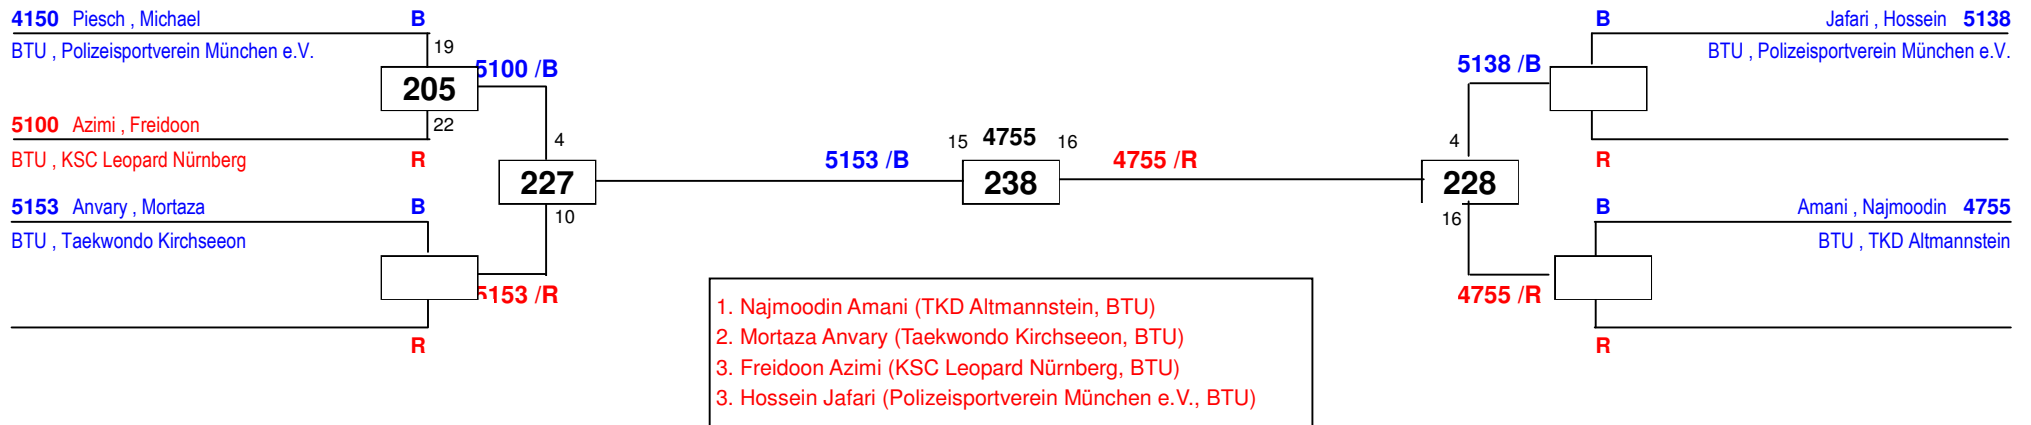 4150 Piesch , Michael B
BTU , Polizeisportverein München e.V.
19
5100 /B
205
5100 Azimi , Freidoon
22
BTU , KSC Leopard Nürnberg R
4
227
10
5153 Anvary , Mortaza B
BTU , Taekwondo Kirchseeon
5153 /R
R
5153 /B
15 4755 16
238
4755 /R
B Jafari , Hossein 5138
BTU , Polizeisportverein München e.V.
5138 /B
R
4
228
16
B Amani , Najmoodin 4755
BTU , TKD Altmannstein
4755 /R
R
1. Najmoodin Amani (TKD Altmannstein, BTU)
2. Mortaza Anvary (Taekwondo Kirchseeon, BTU)
3. Freidoon Azimi (KSC Leopard Nürnberg, BTU)
3. Hossein Jafari (Polizeisportverein München e.V., BTU)